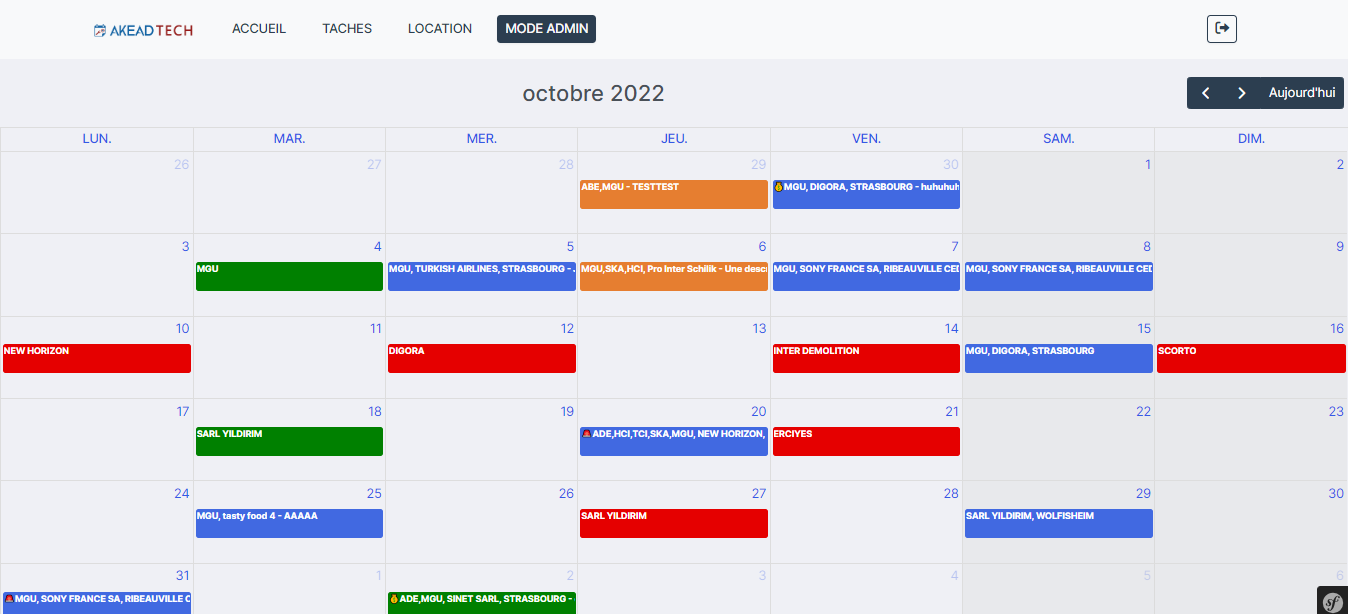 AKEAD TECH ACCUEIL TACHES LOCATION MODE ADMIN
octobre 2022
Aujourd'hui
LUN. MAR. MER. JEU. VEN. SAM. DIM.
26 27 28 29 30 1 2
ABE,MGU - TESTTEST
MGU, DIGORA, STRASBOURG - huhuhuh
3 4 5 6 7 8 9
MGU
MGU, TURKISH AIRLINES, STRASBOURG -
MGU,SKA,HCI, Pro Inter Schilik - Une desc
MGU, SONY FRANCE SA, RIBEAUVILLE CED
MGU, SONY FRANCE SA, RIBEAUVILLE CED
10 11 12 13 14 15 16
NEW HORIZON
DIGORA
INTER DEMOLITION
MGU, DIGORA, STRASBOURG
SCORTO
17 18 19 20 21 22 23
SARL YILDIRIM
ADE,HCI,TCI,SKA,MGU, NEW HORIZON,
ERCIYES
24 25 26 27 28 29 30
MGU, tasty food 4 - AAAAA
SARL YILDIRIM
SARL YILDIRIM, WOLFISHEIM
31 1 2 3 4 5 6
MGU, SONY FRANCE SA, RIBEAUVILLE C
ADE,MGU, SINET SARL, STRASBOURG -
sf